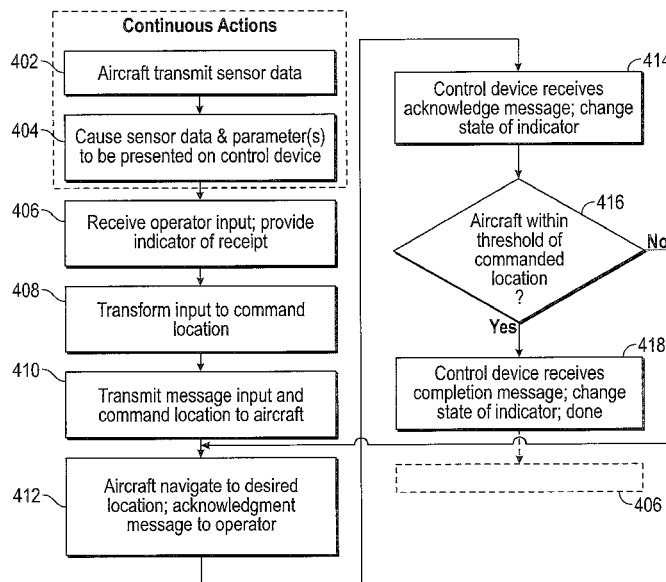 Continuous Actions
402
Aircraft transmit sensor data
404
Cause sensor data & parameter(s)
to be presented on control device
406
Receive operator input; provide
indicator of receipt
408
Transform input to command
location
410
Transmit message input and
command location to aircraft
412
Aircraft navigate to desired
location; acknowledgment
message to operator
414
Control device receives
acknowledge message; change
state of indicator
416
Aircraft within
threshold of
commanded
location
?
No
Yes
418
Control device receives
completion message; change
state of indicator; done
406